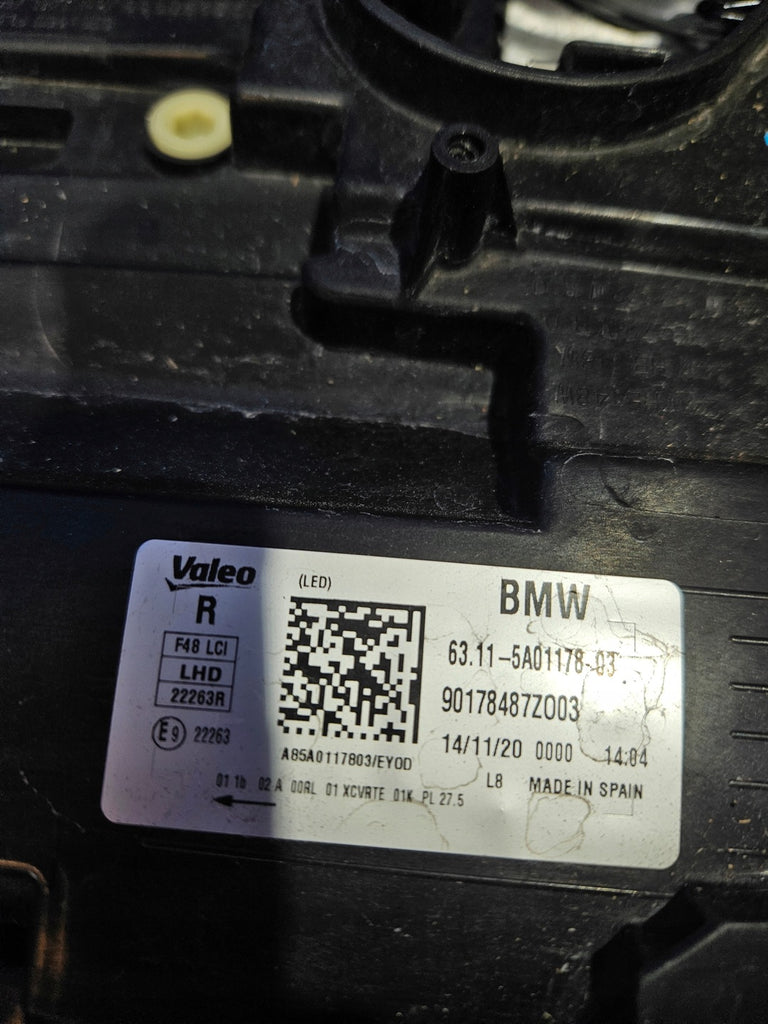 Valeo
(LED)
BMW
R
F48 LCI
LHD
22263R
E9 22263
63.11-5A01178-03
90178487Z003
14/11/20 0000 14:04
A85A0117803/EY0D
L8 MADE IN SPAIN
01 1b 02 A 00RL 01 XCVRTE 01K PL 27.5